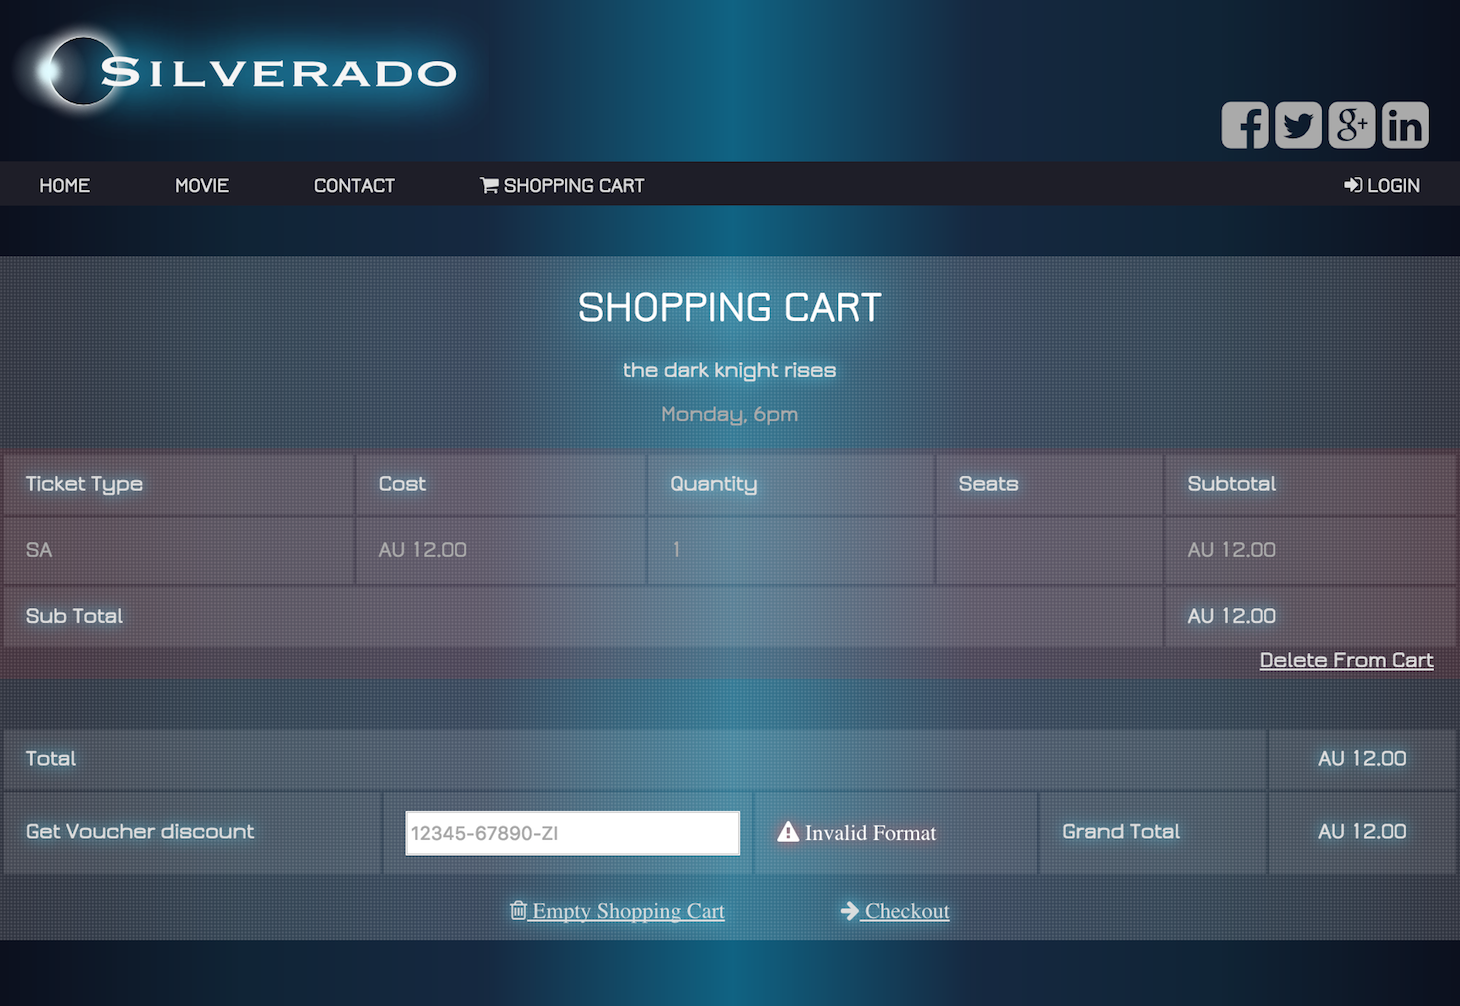 SILVERADO
HOME MOVIE CONTACT SHOPPING CART LOGIN
SHOPPING CART
the dark knight rises
Monday, 6pm
Ticket Type Cost Quantity Seats Subtotal
SA AU 12.00 1 AU 12.00
Sub Total AU 12.00
Delete From Cart
Total AU 12.00
Get Voucher discount 12345-67890-ZI Invalid Format Grand Total AU 12.00
Empty Shopping Cart Checkout